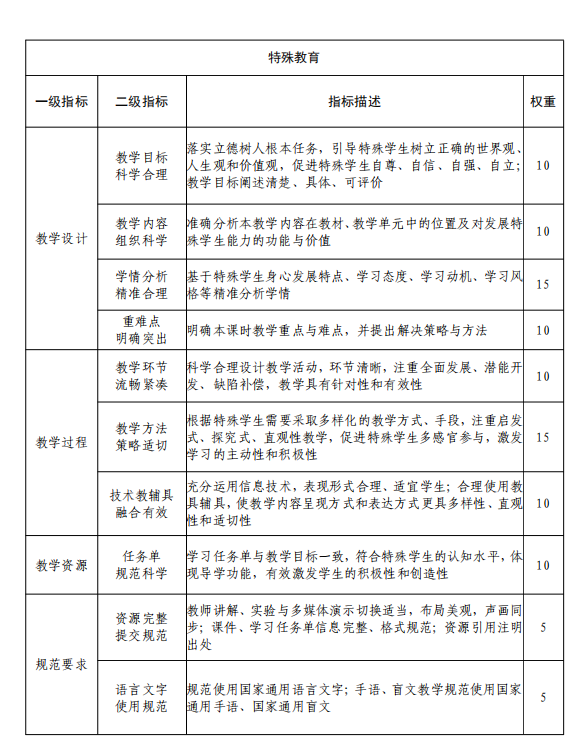 特殊教育
一级指标
二级指标
指标描述
权重
教学设计
教学目标
科学合理
落实立德树人根本任务，引导特殊学生树立正确的世界观、
人生观和价值观，促进特殊学生自尊、自信、自强、自立；
教学目标阐述清楚、具体、可评价
10
教学内容
组织科学
准确分析本教学内容在教材、教学单元中的位置及对发展特
殊学生能力的功能与价值
10
学情分析
精准合理
基于特殊学生身心发展特点、学习态度、学习动机、学习风
格等精准分析学情
15
重难点
明确突出
明确本课时教学重点与难点，并提出解决策略与方法
10
教学过程
教学环节
流畅紧凑
科学合理设计教学活动，环节清晰，注重全面发展、潜能开
发、缺陷补偿，教学具有针对性和有效性
10
教学方法
策略适切
根据特殊学生需要采取多样化的教学方式、手段，注重启发
式、探究式、直观性教学，促进特殊学生多感官参与，激发
学习的主动性和积极性
15
技术教辅具
融合有效
充分运用信息技术，表现形式合理、适宜学生；合理使用教
具辅具，使教学内容呈现方式和表达方式更具多样性、直观
性和适切性
10
教学资源
任务单
规范科学
学习任务单与教学目标一致，符合特殊学生的认知水平，体
现导学功能，有效激发学生的积极性和创造性
10
规范要求
资源完整
提交规范
教师讲解、实验与多媒体演示切换适当，布局美观，声画同
步；课件、学习任务单信息完整、格式规范；资源引用注明
出处
5
语言文字
使用规范
规范使用国家通用语言文字；手语、盲文教学规范使用国家
通用手语、国家通用盲文
5